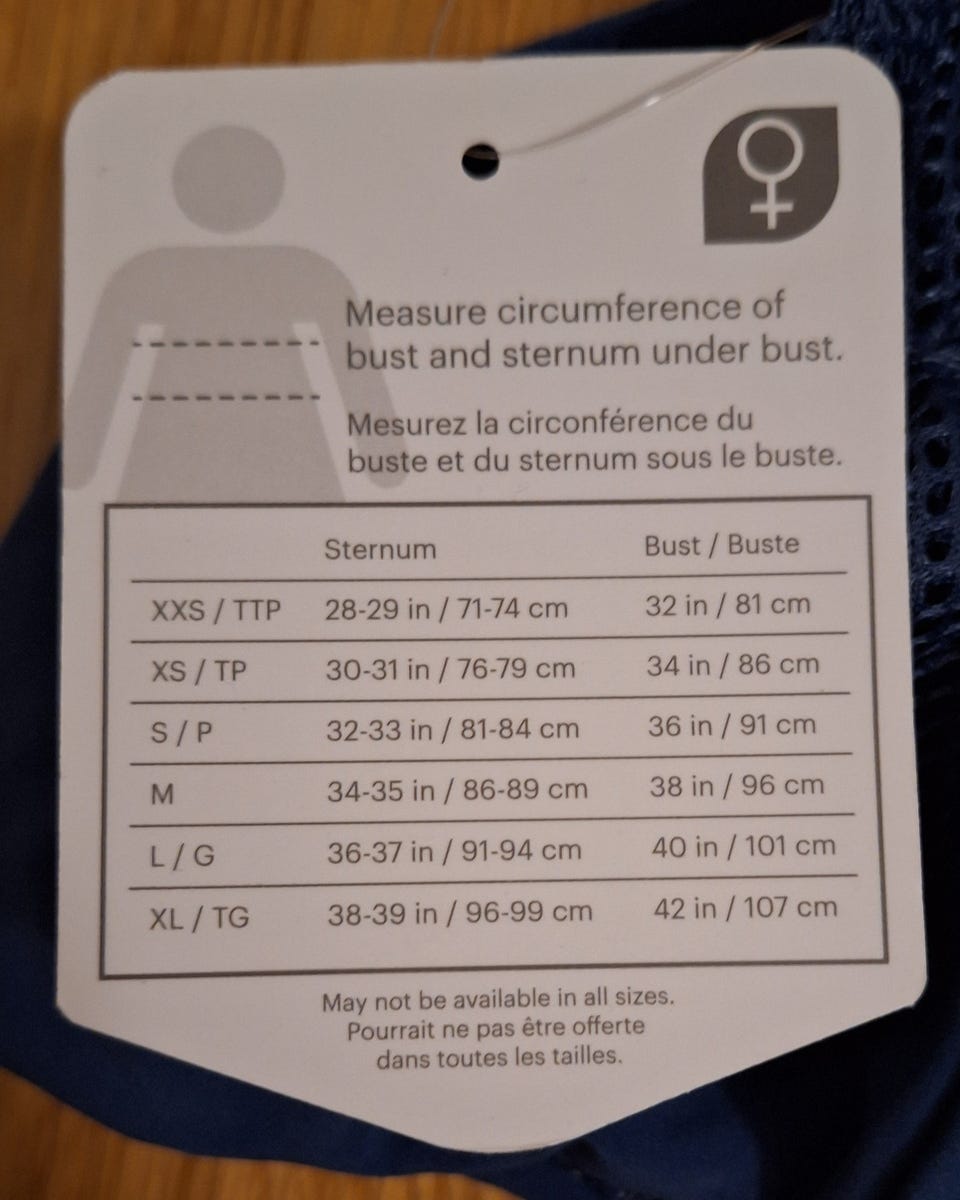 Measure circumference of
bust and sternum under bust.
Mesurez la circonférence du
buste et du sternum sous le buste.
Sternum Bust / Buste
XXS / TTP 28-29 in / 71-74 cm 32 in / 81 cm
XS / TP 30-31 in / 76-79 cm 34 in / 86 cm
S / P 32-33 in / 81-84 cm 36 in / 91 cm
M 34-35 in / 86-89 cm 38 in / 96 cm
L / G 36-37 in / 91-94 cm 40 in / 101 cm
XL / TG 38-39 in / 96-99 cm 42 in / 107 cm
May not be available in all sizes.
Pourrait ne pas être offerte
dans toutes les tailles.